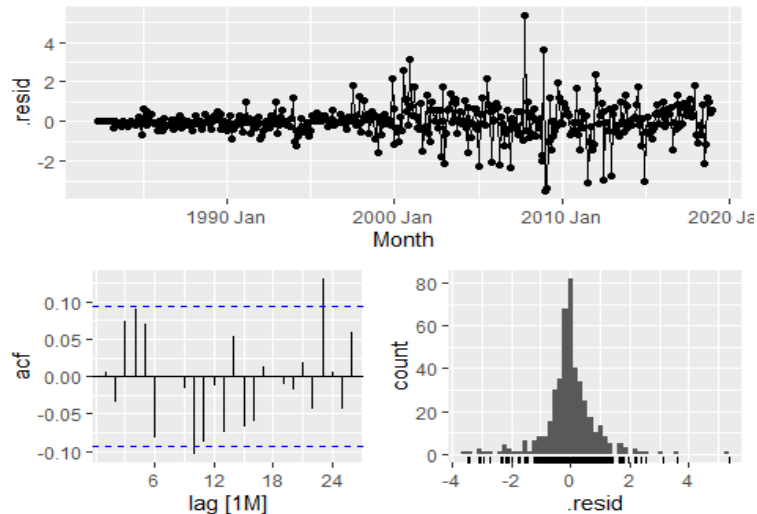 4
2
0
-2
.resid
1990 Jan
2000 Jan
2010 Jan
2020 Ja
Month
0.10
0.05
0.00
-0.05
-0.10
acf
6
12
18
24
lag [1M]
80
60
40
20
0
count
-4
-2
0
2
4
.resid